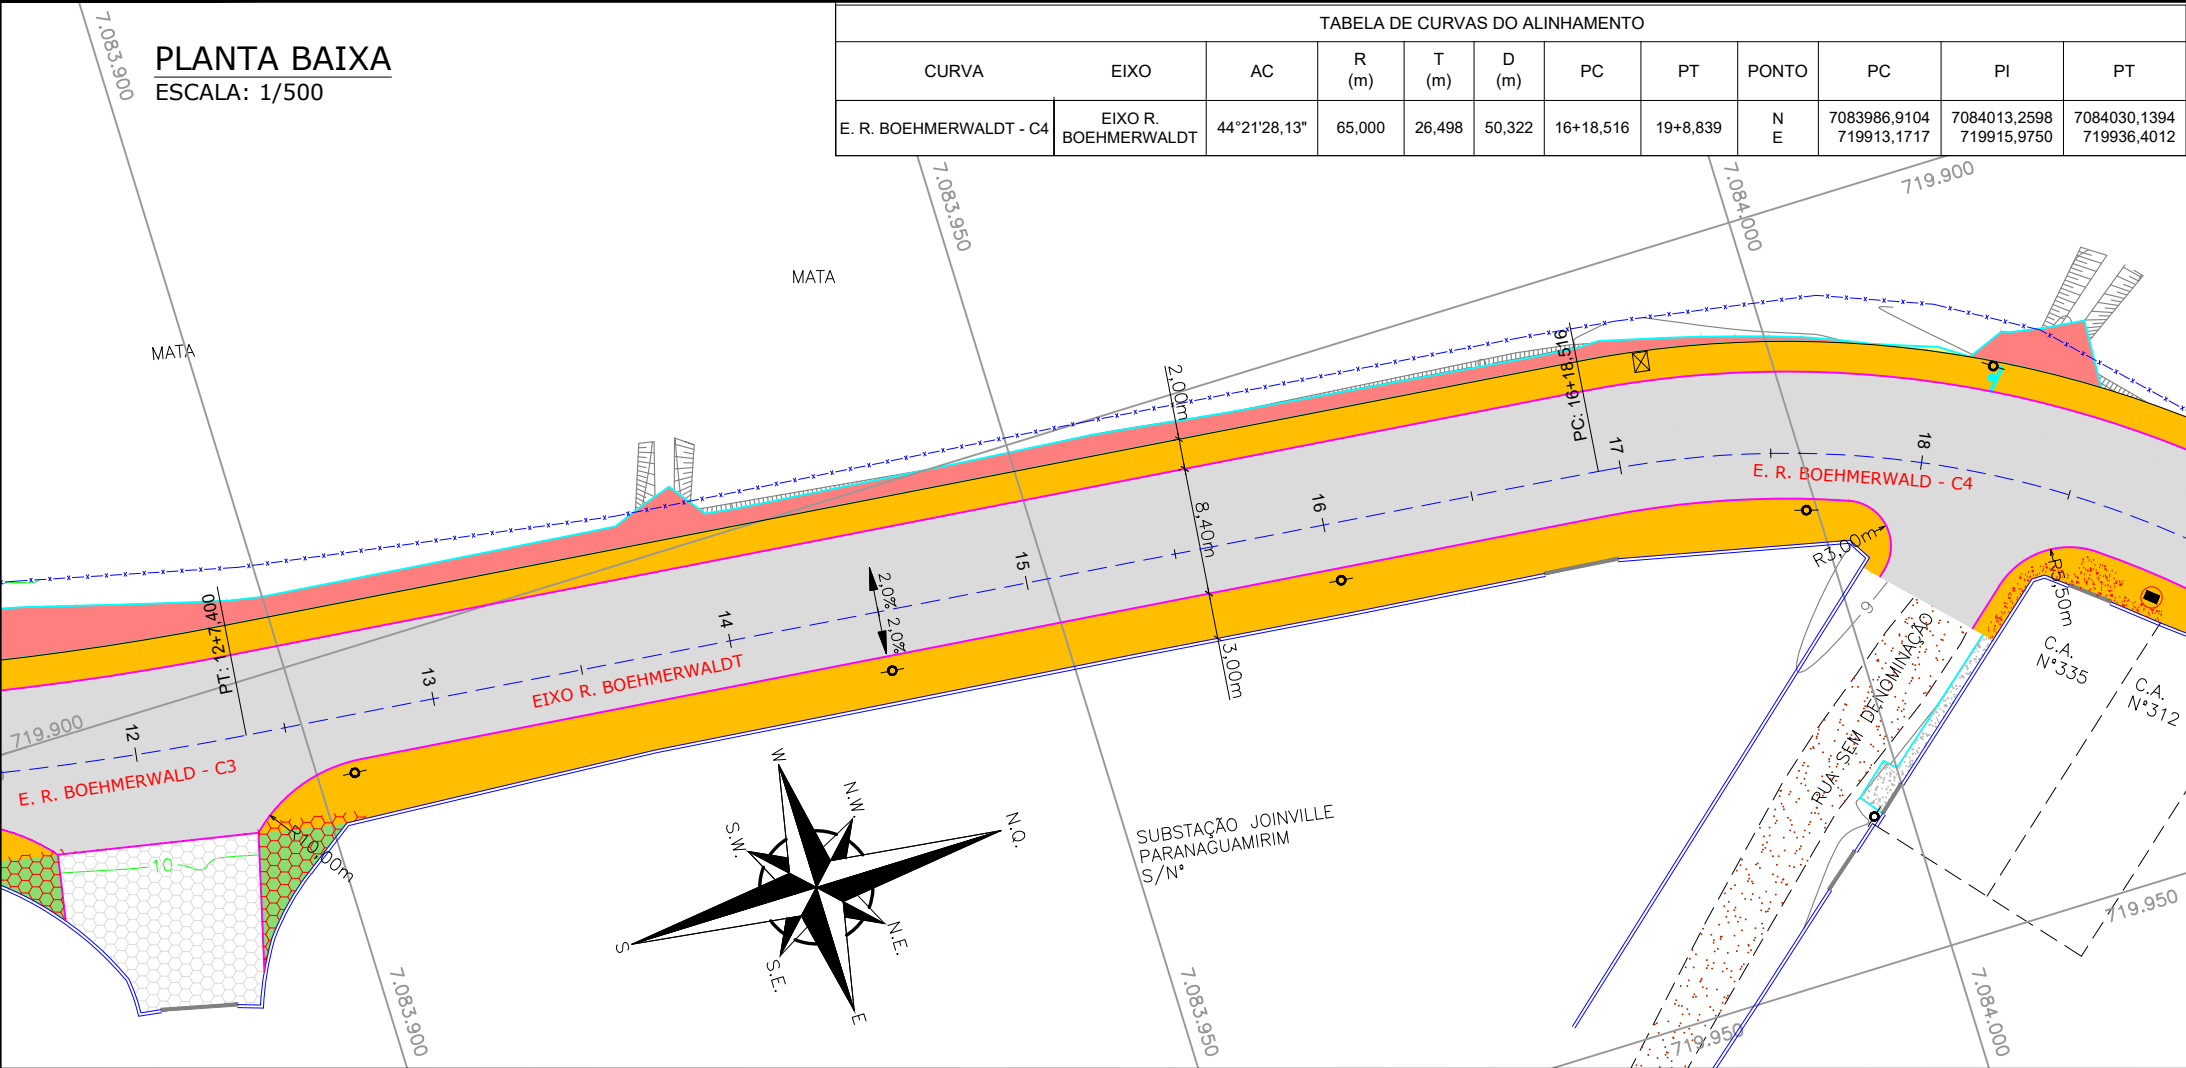 PLANTA BAIXA
ESCALA: 1/500
TABELA DE CURVAS DO ALINHAMENTO
CURVA EIXO AC R (m) T (m) D (m) PC PT PONTO PC PI PT
E. R. BOEHMERWALDT - C4 EIXO R. BOEHMERWALDT 44°21'28,13" 65,000 26,498 50,322 16+18,516 19+8,839 N 7083986,9104 7084013,2598 7084030,1394
E 719913,1717 719915,9750 719936,4012
7.083.900
7.083.950
7.084.000
719.900
MATA
MATA
2,00m
PC: 16+18,516
17
18
E. R. BOEHMERWALD - C4
16
8,40m
15
2,0%
2,0%
14
EIXO R. BOEHMERWALDT
13
PT: 12+7,400
12
719.900
E. R. BOEHMERWALD - C3
3,00m
R3,00m
R5,50m
9
RUA SEM DENOMINAÇÃO
C.A.
N°335
C.A.
N°312
R10,00m
10
W
N.W.
N.Q.
S.W.
S
S.E.
E
N.E.
SUBSTAÇÃO JOINVILLE
PARANAGUAMIRIM
S/N°
719.950
719.950
7.083.900
7.083.950
7.084.000